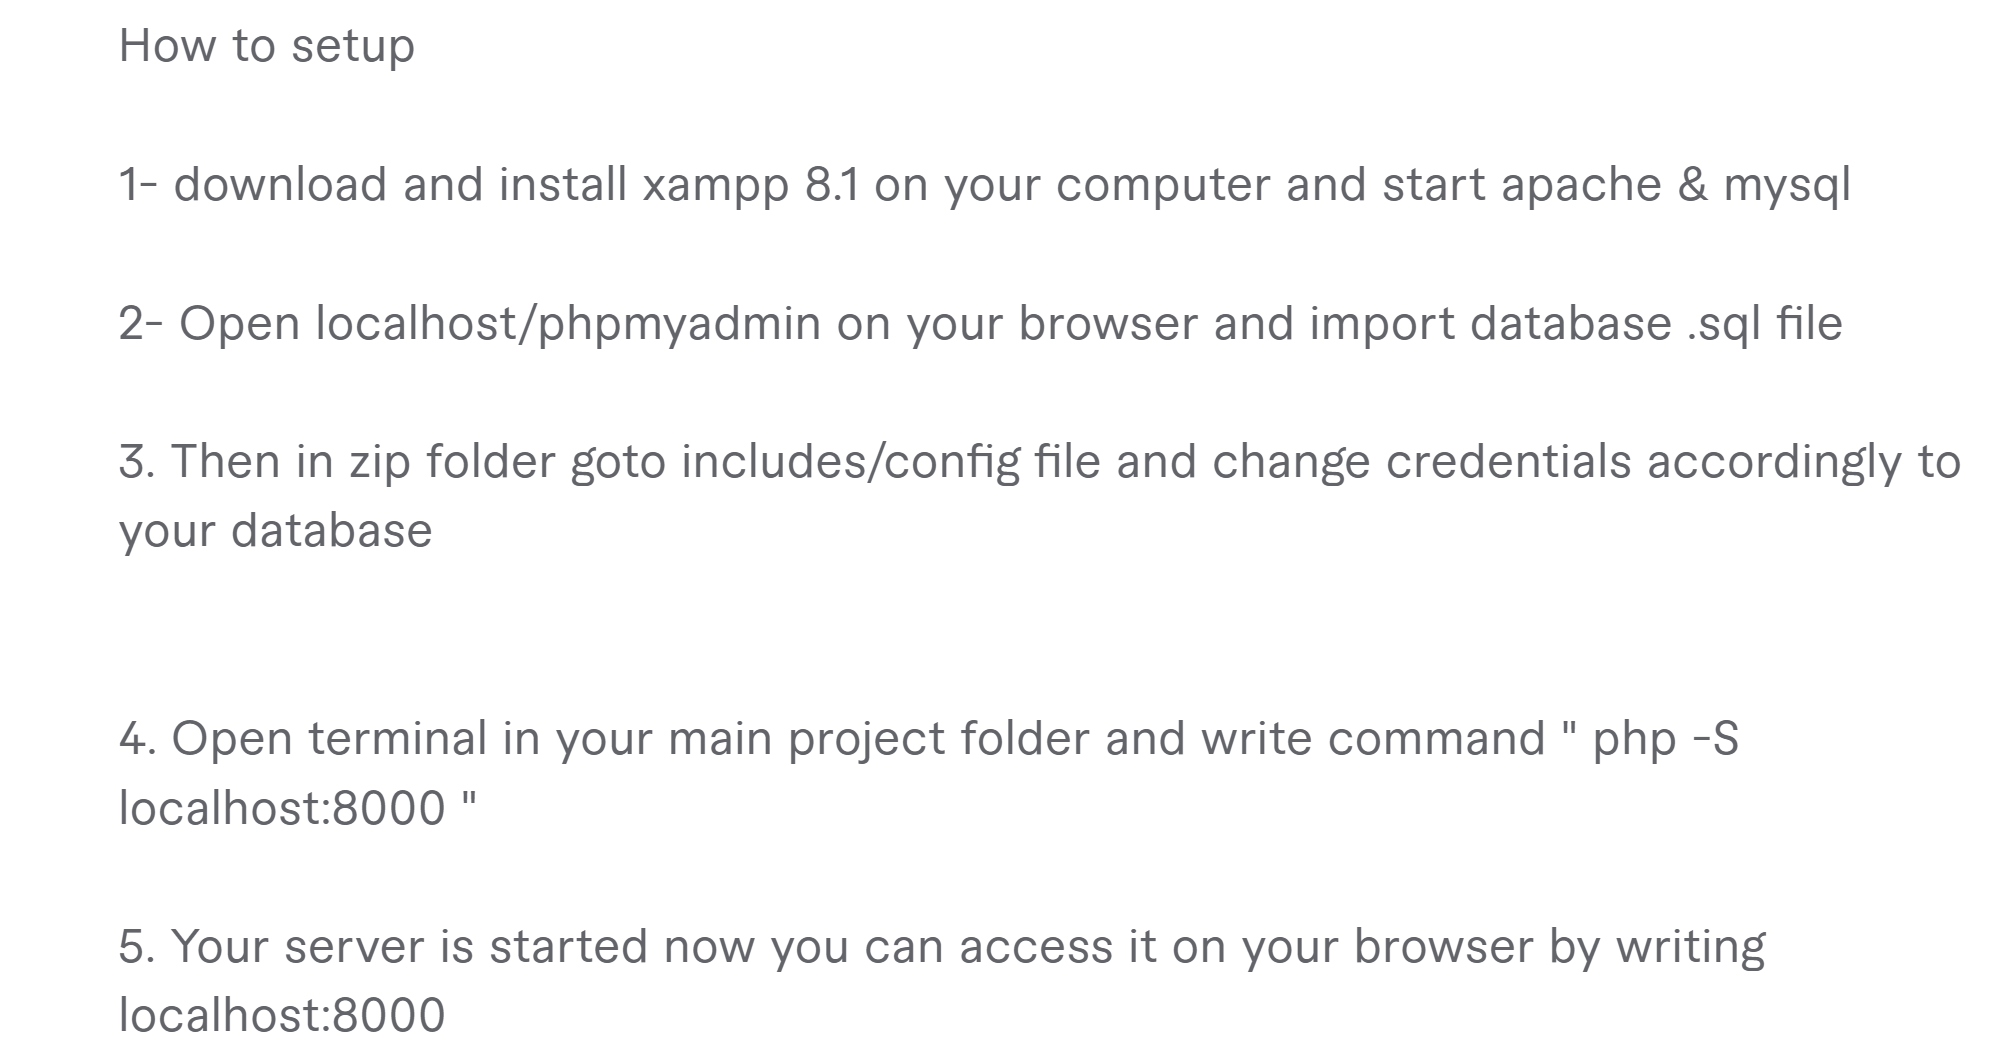 How to setup
1- download and install xampp 8.1 on your computer and start apache & mysql
2- Open localhost/phpmyadmin on your browser and import database .sql file
3. Then in zip folder goto includes/config file and change credentials accordingly to
your database
4. Open terminal in your main project folder and write command " php -S
localhost:8000 "
5. Your server is started now you can access it on your browser by writing
localhost:8000